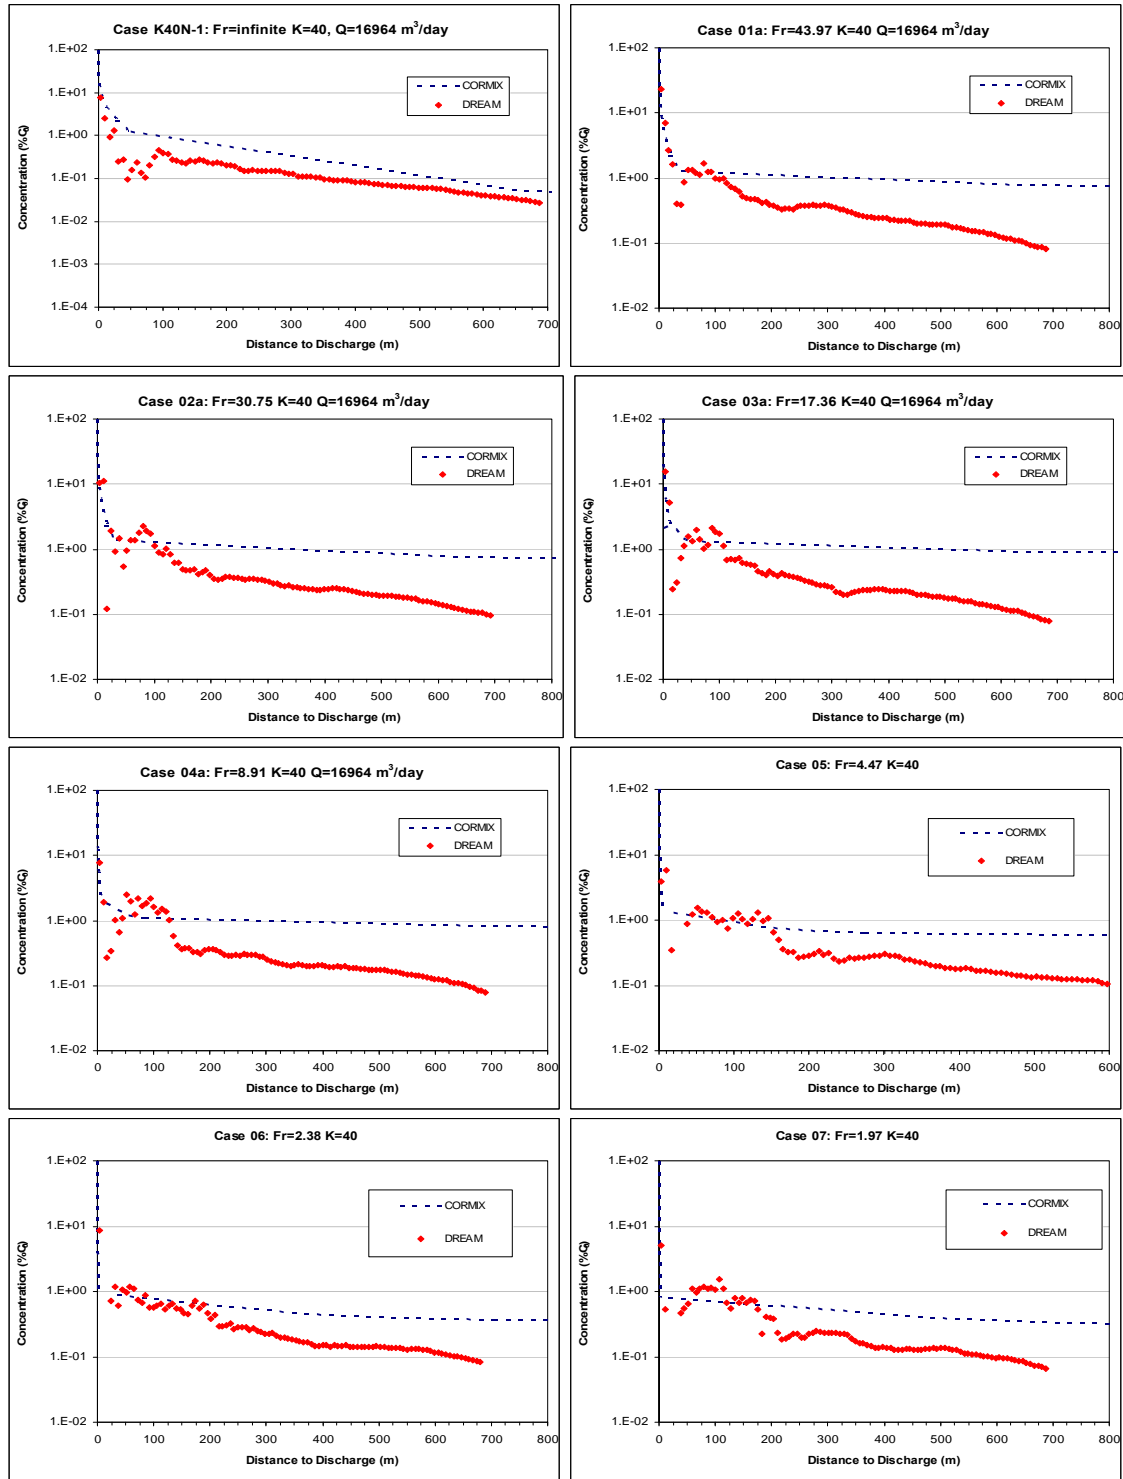 Case K40N-1: Fr=infinite K=40, Q=16964 m³/day
1.E+02
1.E+01
1.E+00
1.E-01
1.E-02
1.E-03
1.E-04
Concentration (%C₀)
CORMIX
DREAM
0 100 200 300 400 500 600 700
Distance to Discharge (m)
Case 01a: Fr=43.97 K=40 Q=16964 m³/day
1.E+02
1.E+01
1.E+00
1.E-01
1.E-02
Concentration (%C₀)
CORMIX
DREAM
0 100 200 300 400 500 600 700 800
Distance to Discharge (m)
Case 02a: Fr=30.75 K=40 Q=16964 m³/day
1.E+02
1.E+01
1.E+00
1.E-01
1.E-02
Concentration (%C₀)
CORMIX
DREAM
0 100 200 300 400 500 600 700 800
Distance to Discharge (m)
Case 03a: Fr=17.36 K=40 Q=16964 m³/day
1.E+02
1.E+01
1.E+00
1.E-01
1.E-02
Concentration (%C₀)
CORMIX
DREAM
0 100 200 300 400 500 600 700 800
Distance to Discharge (m)
Case 04a: Fr=8.91 K=40 Q=16964 m³/day
1.E+02
1.E+01
1.E+00
1.E-01
1.E-02
Concentration (%C₀)
CORMIX
DREAM
0 100 200 300 400 500 600 700 800
Distance to Discharge (m)
Case 05: Fr=4.47 K=40
1.E+02
1.E+01
1.E+00
1.E-01
1.E-02
Concentration (%C₀)
CORMIX
DREAM
0 100 200 300 400 500 600
Distance to Discharge (m)
Case 06: Fr=2.38 K=40
1.E+02
1.E+01
1.E+00
1.E-01
1.E-02
Concentration (%C₀)
CORMIX
DREAM
0 100 200 300 400 500 600 700 800
Distance to Discharge (m)
Case 07: Fr=1.97 K=40
1.E+02
1.E+01
1.E+00
1.E-01
1.E-02
Concentration (%C₀)
CORMIX
DREAM
0 100 200 300 400 500 600 700 800
Distance to Discharge (m)